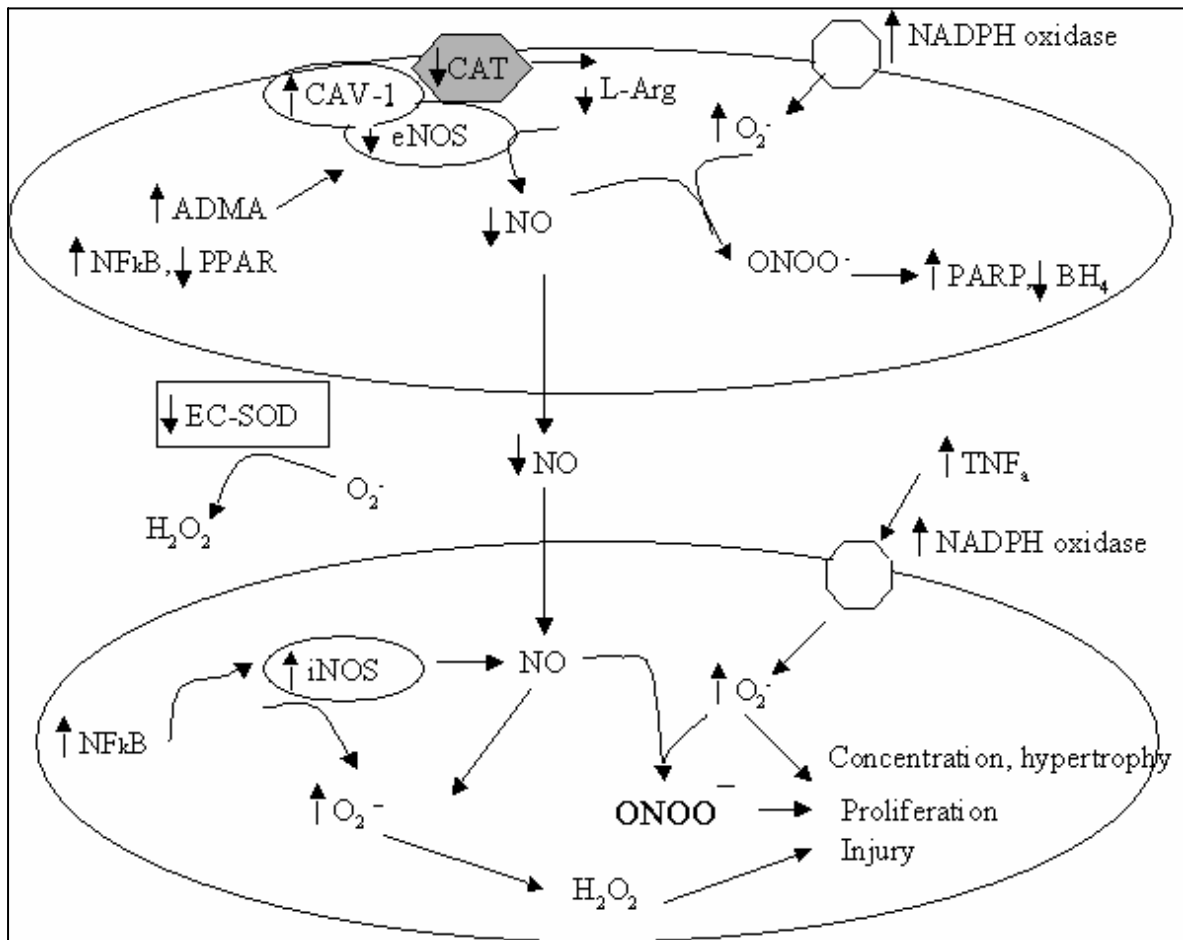 ↑ NADPH oxidase
↓ CAT
↑ CAV-1
↓ L-Arg
↓ eNOS
↑ O₂⁻
↑ ADMA
↓ NO
↑ NFkB, ↓ PPAR
ONOO⁻
↑ PARP, ↓ BH₄
↓ EC-SOD
↓ NO
↑ TNFₐ
O₂⁻
H₂O₂
↑ NADPH oxidase
↑ iNOS
NO
↑ O₂⁻
↑ NFkB
Concentration, hypertrophy
↑ O₂⁻
ONOO⁻
Proliferation
Injury
H₂O₂